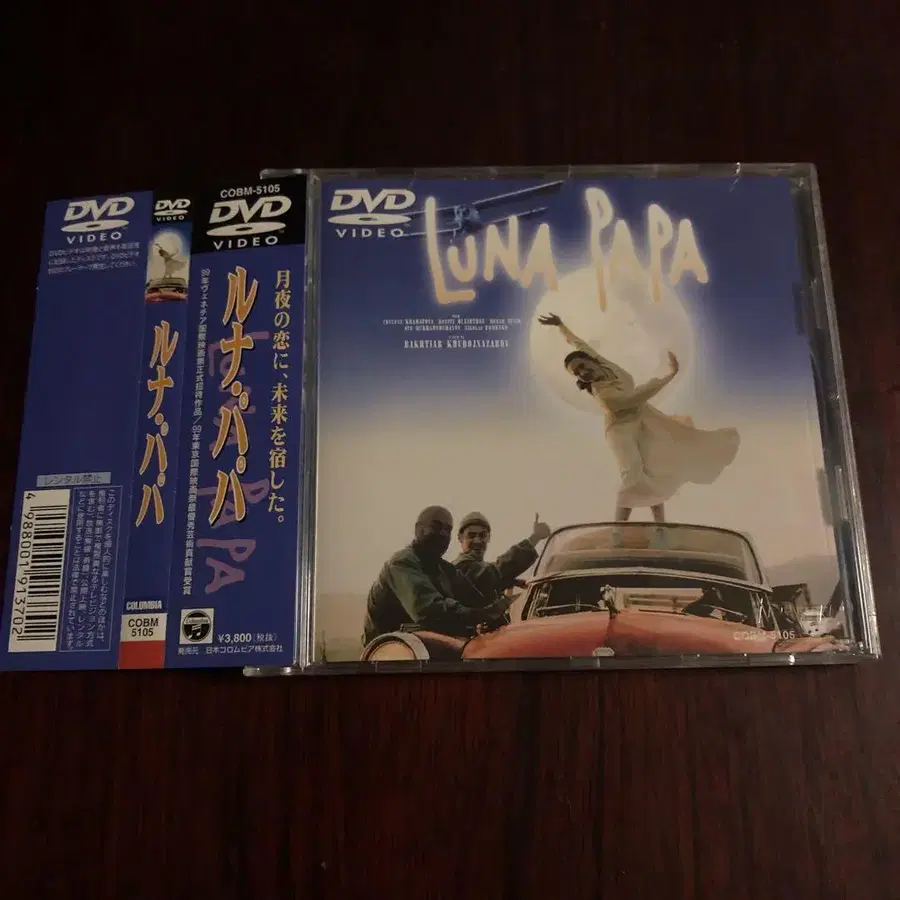 DVD
VIDEO
レンタル禁止
4988001913702
DVD
VIDEO
ルナ・パパ
COLUMBIA
COBM
5105
COBM-5105
DVD
VIDEO
月夜の恋に、未来を宿した。
ルナ・パパ
LUNA PAPA
99年ヴェネチア国際映画祭正式招待作品/99年東京国際映画祭最優秀芸術貢献賞受賞
Columbia
¥3,800(税抜)
発売元 日本コロムビア株式会社
DVD
VIDEO
LUNA PAPA
BAKHTIAR KHUDOJNAZAROV
COBM-5105